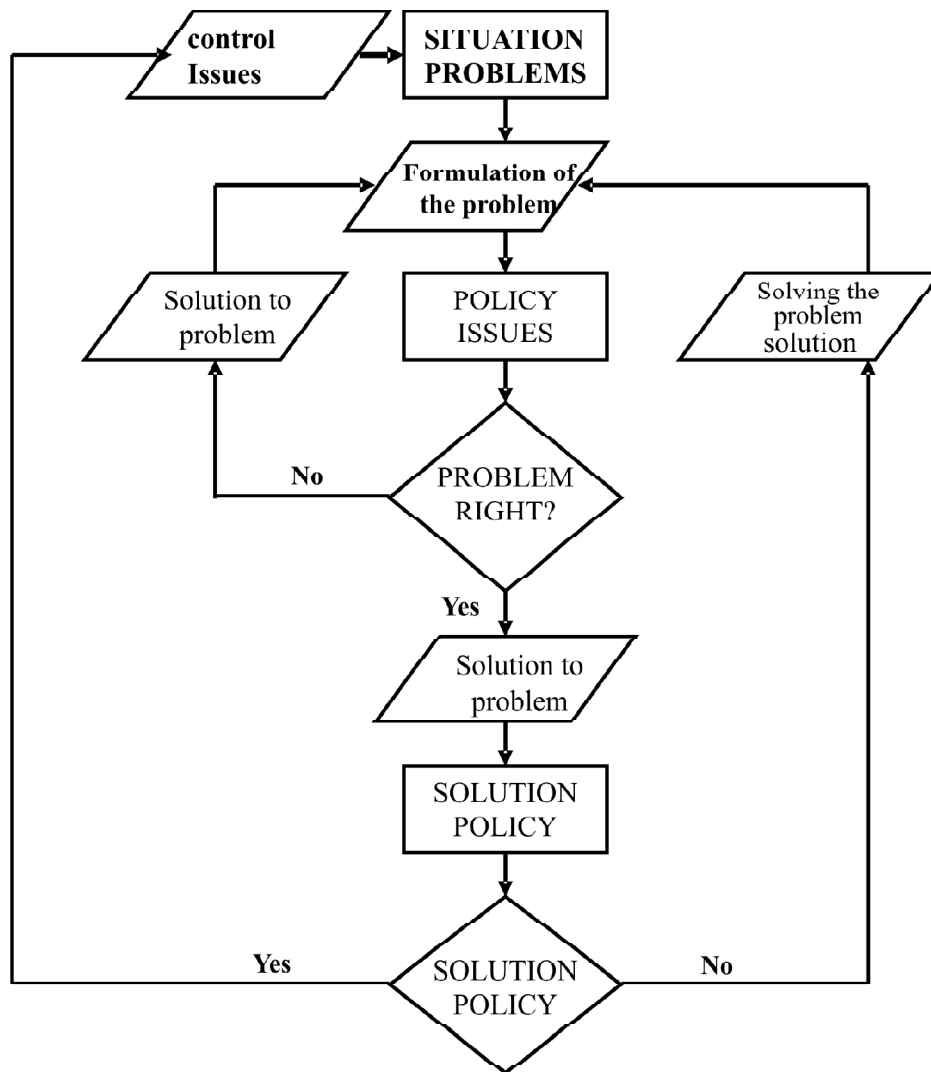 control
Issues
SITUATION
PROBLEMS
Formulation of
the problem
Solution to
problem
POLICY
ISSUES
Solving the
problem
solution
No
PROBLEM
RIGHT?
Yes
Solution to
problem
SOLUTION
POLICY
Yes
SOLUTION
POLICY
No